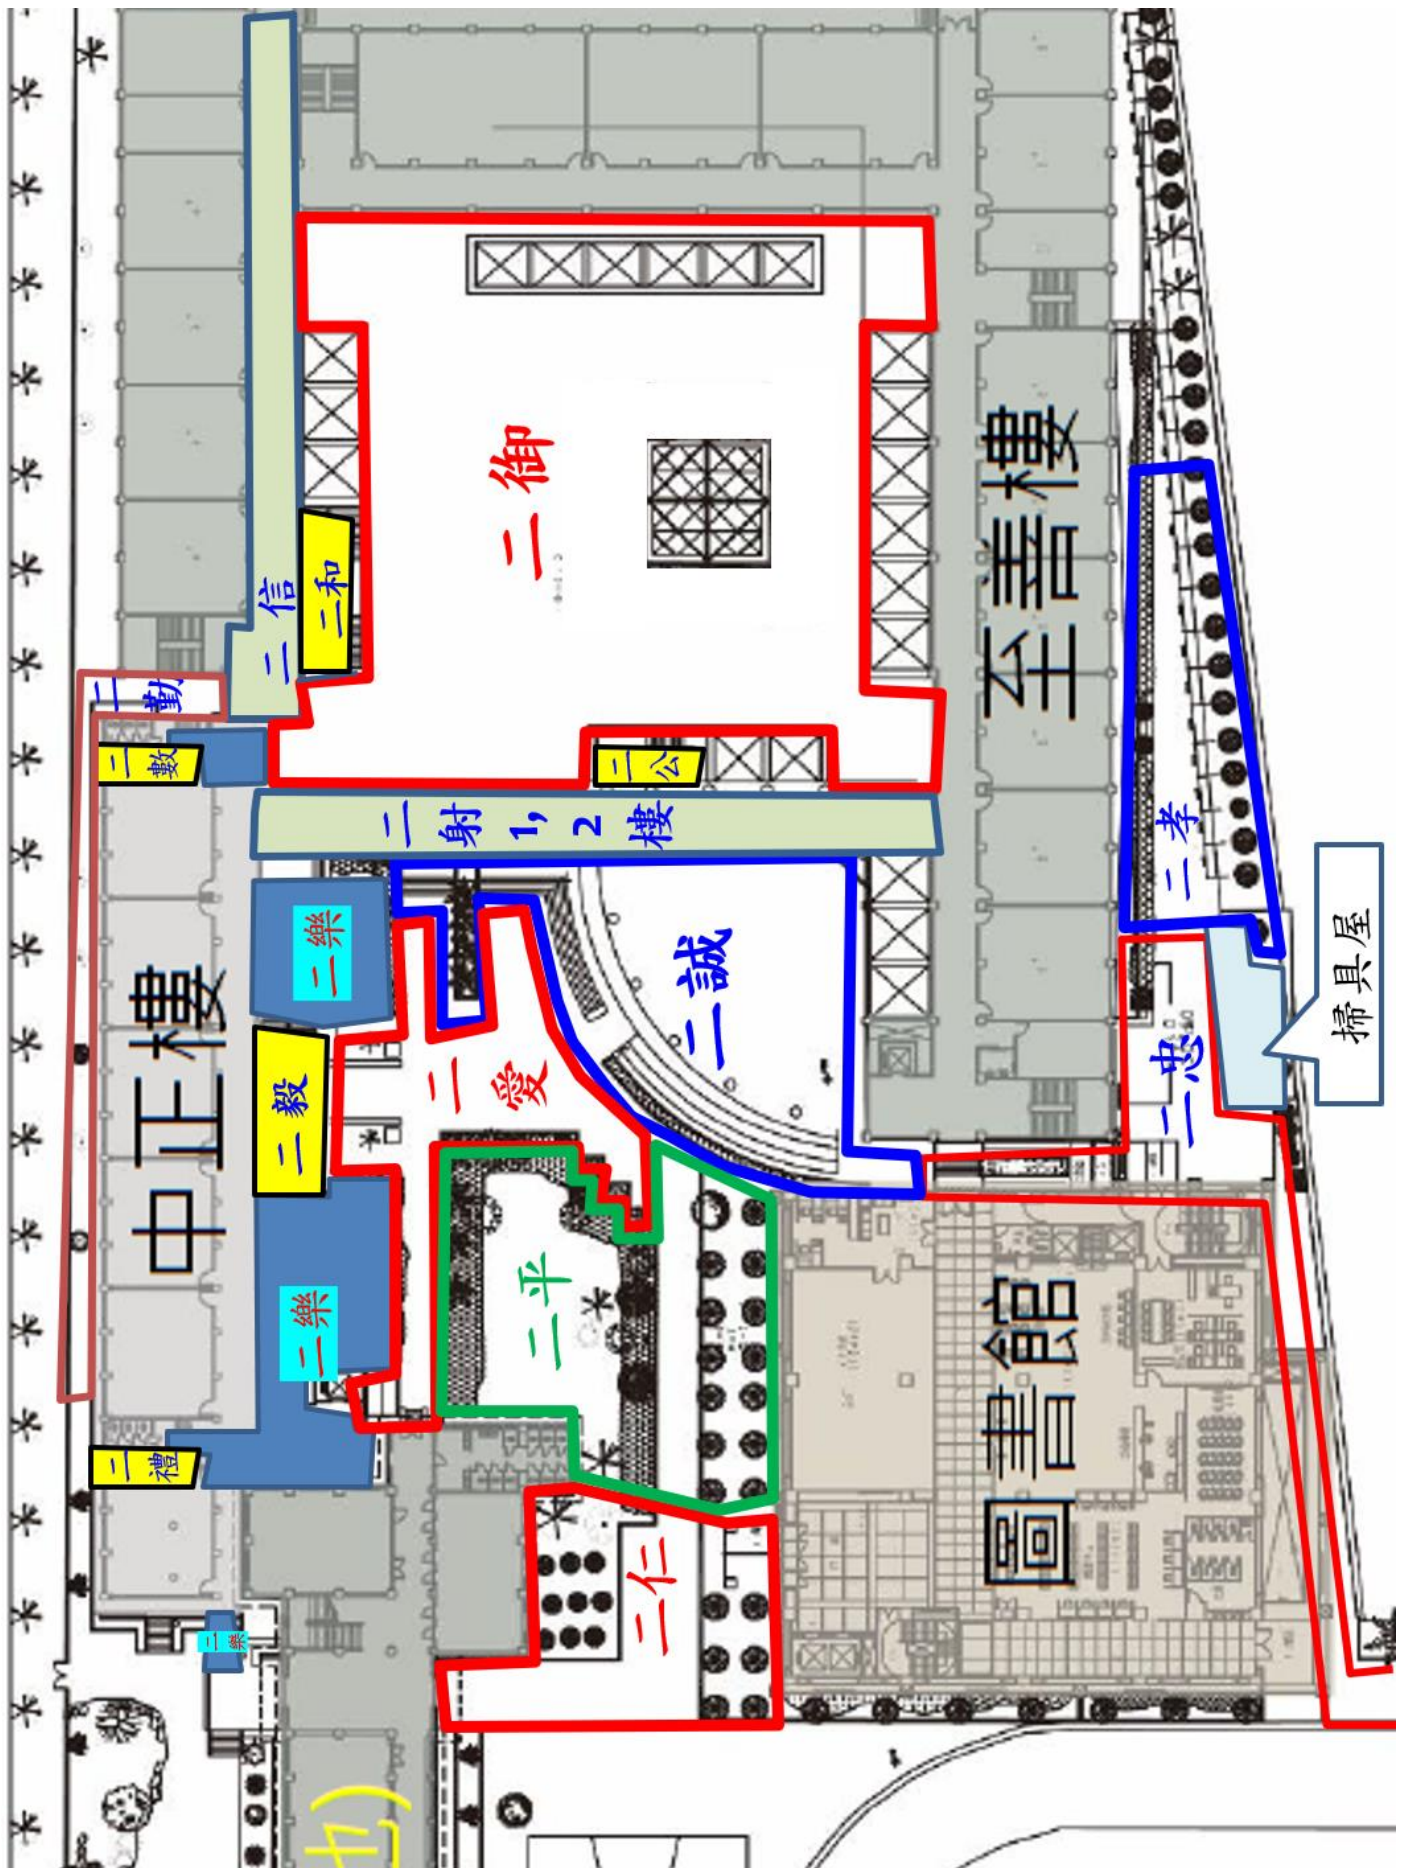 二禮
二數
二勤
中正樓
二樂
二樂
二毅
二樂
二信
二和
二愛
二射
1,
2
樓
二平
二御
二仁
二公
二誠
圖書館
至善樓
二忠
二孝
掃具屋